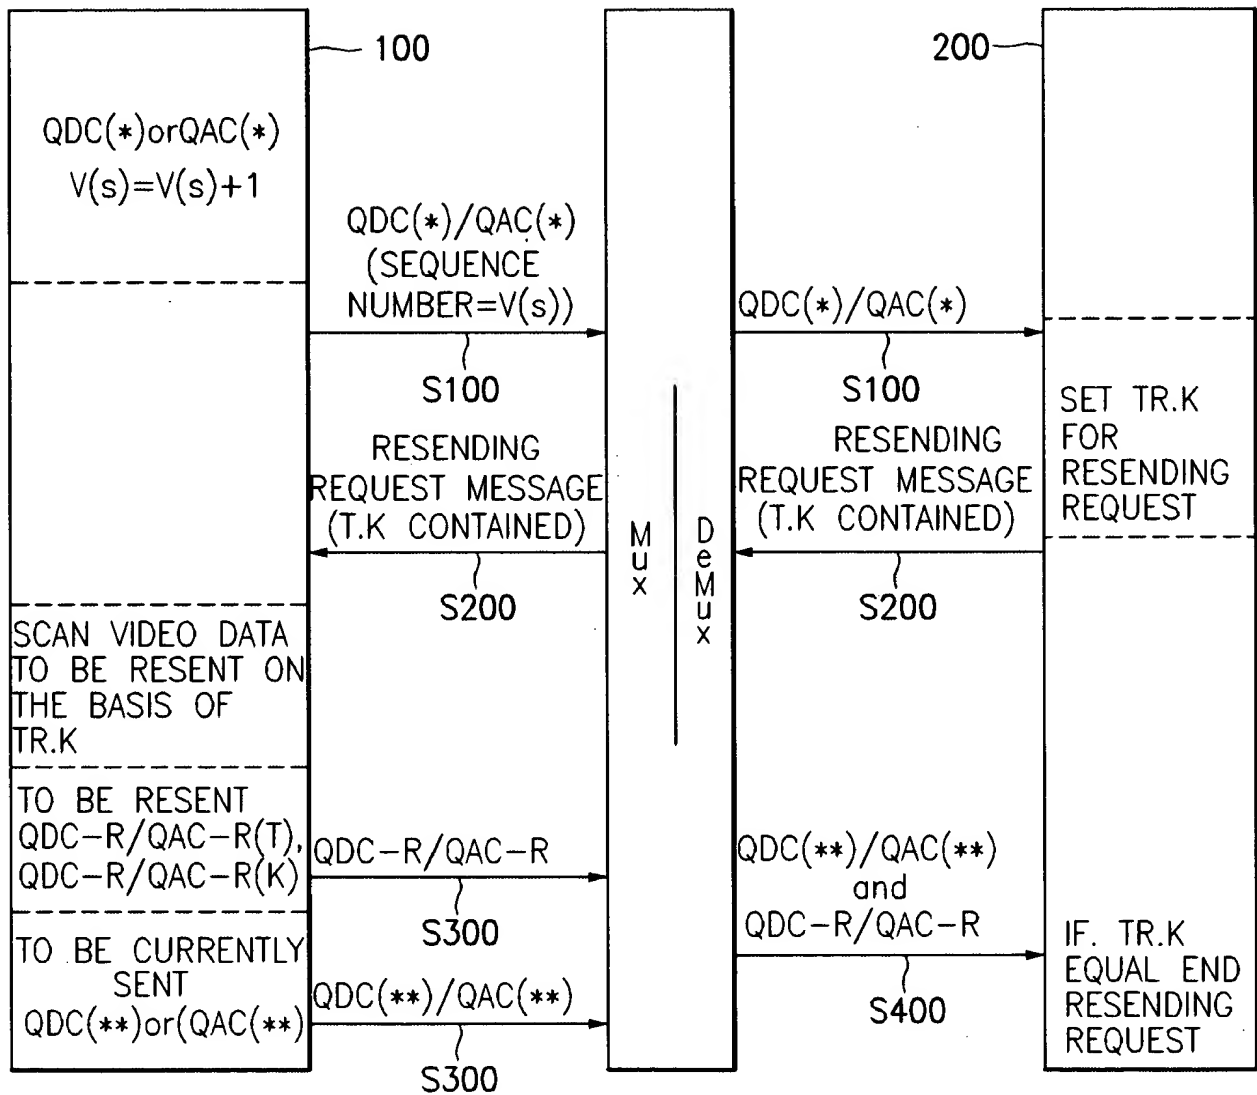 100
200
QDC(*)orQAC(*)
V(s)=V(s)+1
QDC(*)/QAC(*)
(SEQUENCE
NUMBER=V(s))
S100
QDC(*)/QAC(*)
S100
SET TR.K
FOR
RESENDING
REQUEST
RESENDING
REQUEST MESSAGE
(T.K CONTAINED)
S200
RESENDING
REQUEST MESSAGE
(T.K CONTAINED)
S200
Mux
DeMux
SCAN VIDEO DATA
TO BE RESENT ON
THE BASIS OF
TR.K
TO BE RESENT
QDC-R/QAC-R(T),
QDC-R/QAC-R(K)
QDC-R/QAC-R
S300
TO BE CURRENTLY
SENT
QDC(**)or(QAC(**)
QDC(**)/QAC(**)
S300
QDC(**)/QAC(**)
and
QDC-R/QAC-R
S400
IF. TR.K
EQUAL END
RESENDING
REQUEST